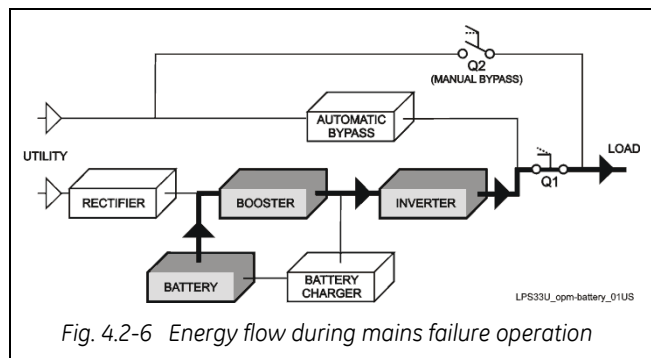 Q2
(MANUAL BYPASS)
AUTOMATIC
BYPASS
UTILITY
LOAD
Q1
RECTIFIER
BOOSTER
INVERTER
BATTERY
BATTERY
CHARGER
LPS33U_opm-battery_01US
Fig. 4.2-6 Energy flow during mains failure operation